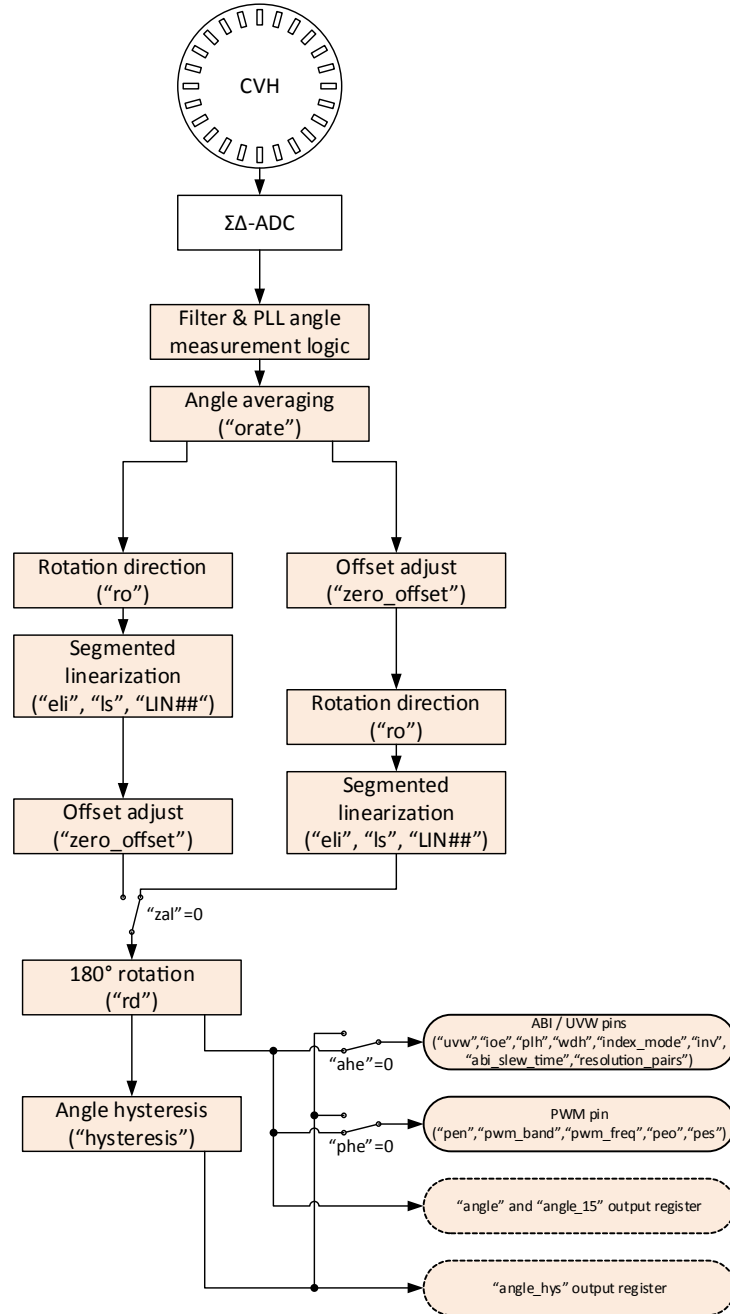 CVH
ΣΔ-ADC
Filter & PLL angle
measurement logic
Angle averaging
(“orate”)
Rotation direction
(“ro”)
Segmented
linearization
(“eli”, “ls”, “LIN##“)
Offset adjust
(“zero_offset”)
Offset adjust
(“zero_offset”)
Rotation direction
(“ro”)
Segmented
linearization
(“eli”, “ls”, “LIN##”)
“zal”=0
180° rotation
(“rd”)
Angle hysteresis
(“hysteresis”)
“ahe”=0
“phe”=0
ABI / UVW pins
(“uvw”,“ioe”,“plh”,“wdh”,“index_mode”,“inv”,
“abi_slew_time”,“resolution_pairs”)
PWM pin
(“pen”,“pwm_band”,“pwm_freq”,“peo”,“pes”)
“angle” and “angle_15” output register
“angle_hys” output register